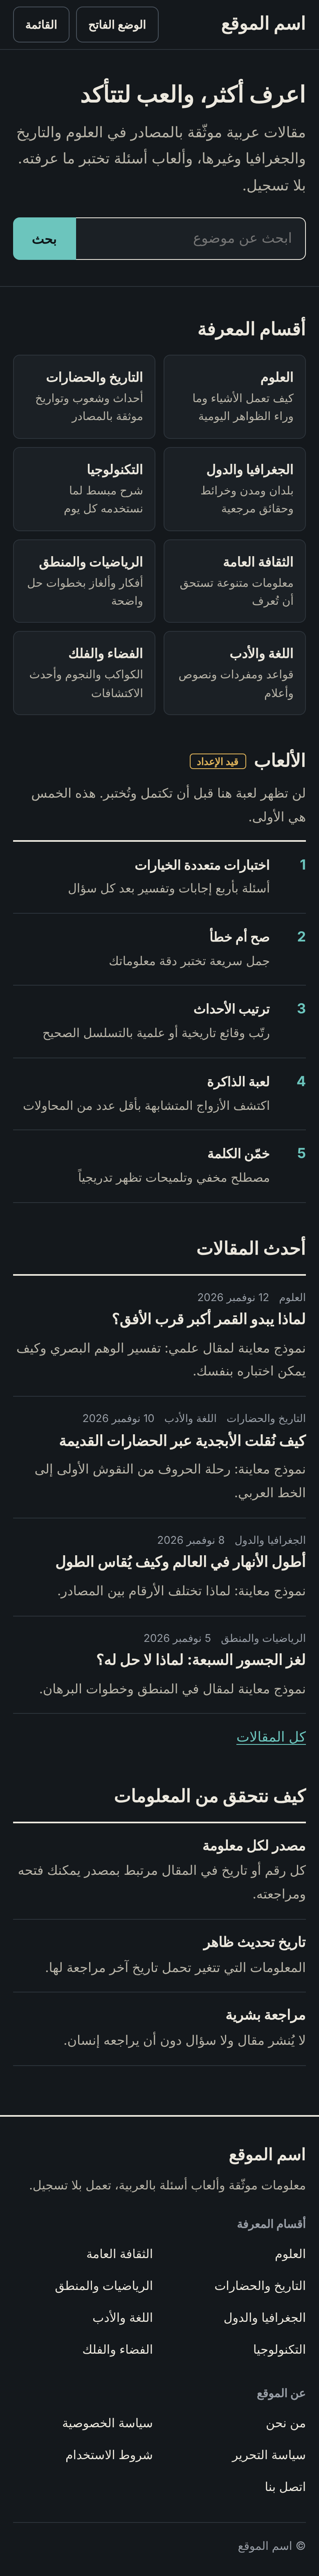 اسم الموقع
الوضع الفاتح
القائمة
اعرف أكثر، والعب لتتأكد
مقالات عربية موثّقة بالمصادر في العلوم والتاريخ
والجغرافيا وغيرها، وألعاب أسئلة تختبر ما عرفته.
بلا تسجيل.
ابحث عن موضوع
بحث
أقسام المعرفة
العلوم
كيف تعمل الأشياء وما
وراء الظواهر اليومية
التاريخ والحضارات
أحداث وشعوب وتواريخ
موثقة بالمصادر
الجغرافيا والدول
بلدان ومدن وخرائط
وحقائق مرجعية
التكنولوجيا
شرح مبسط لما
نستخدمه كل يوم
الثقافة العامة
معلومات متنوعة تستحق
أن تُعرف
الرياضيات والمنطق
أفكار وألغاز بخطوات حل
واضحة
اللغة والأدب
قواعد ومفردات ونصوص
وأعلام
الفضاء والفلك
الكواكب والنجوم وأحدث
الاكتشافات
الألعاب
قيد الإعداد
لن تظهر لعبة هنا قبل أن تكتمل وتُختبر. هذه الخمس
هي الأولى.
1
اختبارات متعددة الخيارات
أسئلة بأربع إجابات وتفسير بعد كل سؤال
2
صح أم خطأ
جمل سريعة تختبر دقة معلوماتك
3
ترتيب الأحداث
رتّب وقائع تاريخية أو علمية بالتسلسل الصحيح
4
لعبة الذاكرة
اكتشف الأزواج المتشابهة بأقل عدد من المحاولات
5
خمّن الكلمة
مصطلح مخفي وتلميحات تظهر تدريجياً
أحدث المقالات
العلوم 12 نوفمبر 2026
لماذا يبدو القمر أكبر قرب الأفق؟
نموذج معاينة لمقال علمي: تفسير الوهم البصري وكيف
يمكن اختباره بنفسك.
التاريخ والحضارات اللغة والأدب 10 نوفمبر 2026
كيف نُقلت الأبجدية عبر الحضارات القديمة
نموذج معاينة: رحلة الحروف من النقوش الأولى إلى
الخط العربي.
الجغرافيا والدول 8 نوفمبر 2026
أطول الأنهار في العالم وكيف يُقاس الطول
نموذج معاينة: لماذا تختلف الأرقام بين المصادر.
الرياضيات والمنطق 5 نوفمبر 2026
لغز الجسور السبعة: لماذا لا حل له؟
نموذج معاينة لمقال في المنطق وخطوات البرهان.
كل المقالات
كيف نتحقق من المعلومات
مصدر لكل معلومة
كل رقم أو تاريخ في المقال مرتبط بمصدر يمكنك فتحه
ومراجعته.
تاريخ تحديث ظاهر
المعلومات التي تتغير تحمل تاريخ آخر مراجعة لها.
مراجعة بشرية
لا يُنشر مقال ولا سؤال دون أن يراجعه إنسان.
اسم الموقع
معلومات موثّقة وألعاب أسئلة بالعربية، تعمل بلا تسجيل.
أقسام المعرفة
العلوم
الثقافة العامة
التاريخ والحضارات
الرياضيات والمنطق
الجغرافيا والدول
اللغة والأدب
التكنولوجيا
الفضاء والفلك
عن الموقع
من نحن
سياسة الخصوصية
سياسة التحرير
شروط الاستخدام
اتصل بنا
© اسم الموقع